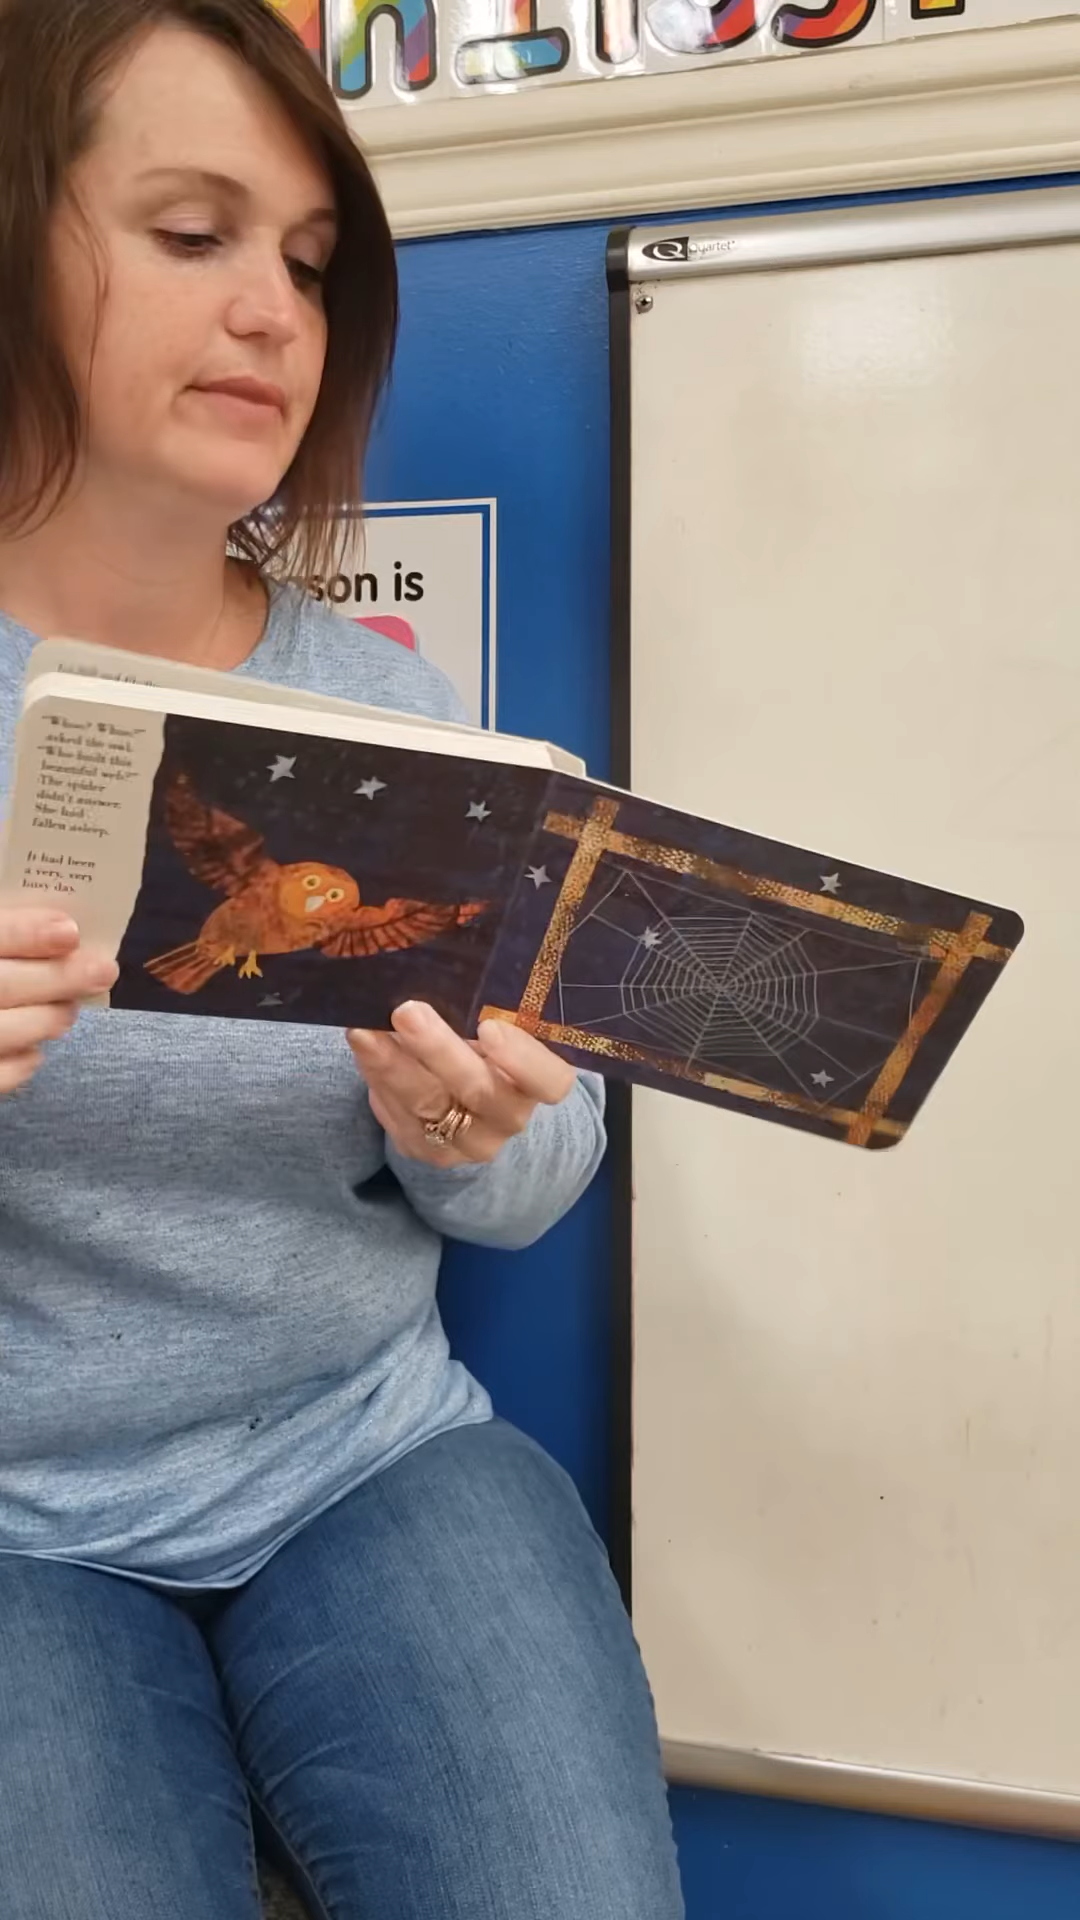 Quartet
son is
"Whoo? Whoo?"
asked the owl.
"Who built this
beautiful web?"
The spider
didn't answer.
She had
fallen asleep.
It had been
a very, very
busy day.